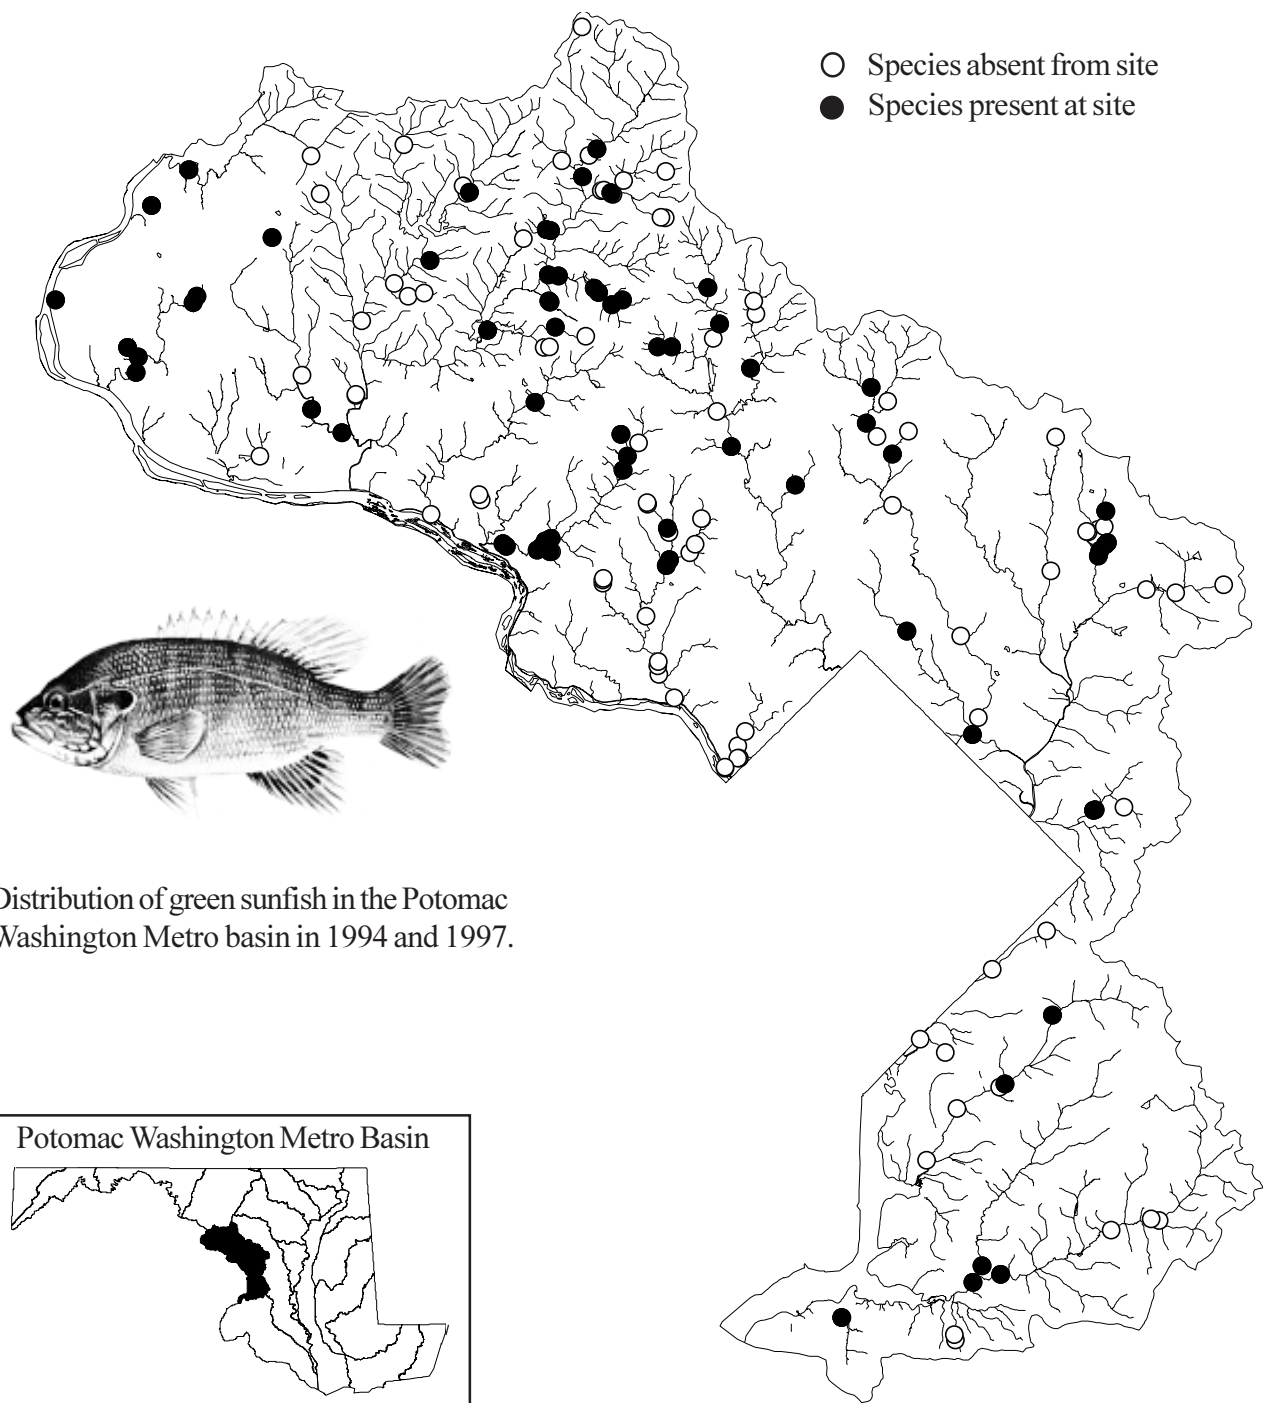 Species absent from site
Species present at site
Distribution of green sunfish in the Potomac
Washington Metro basin in 1994 and 1997.
Potomac Washington Metro Basin